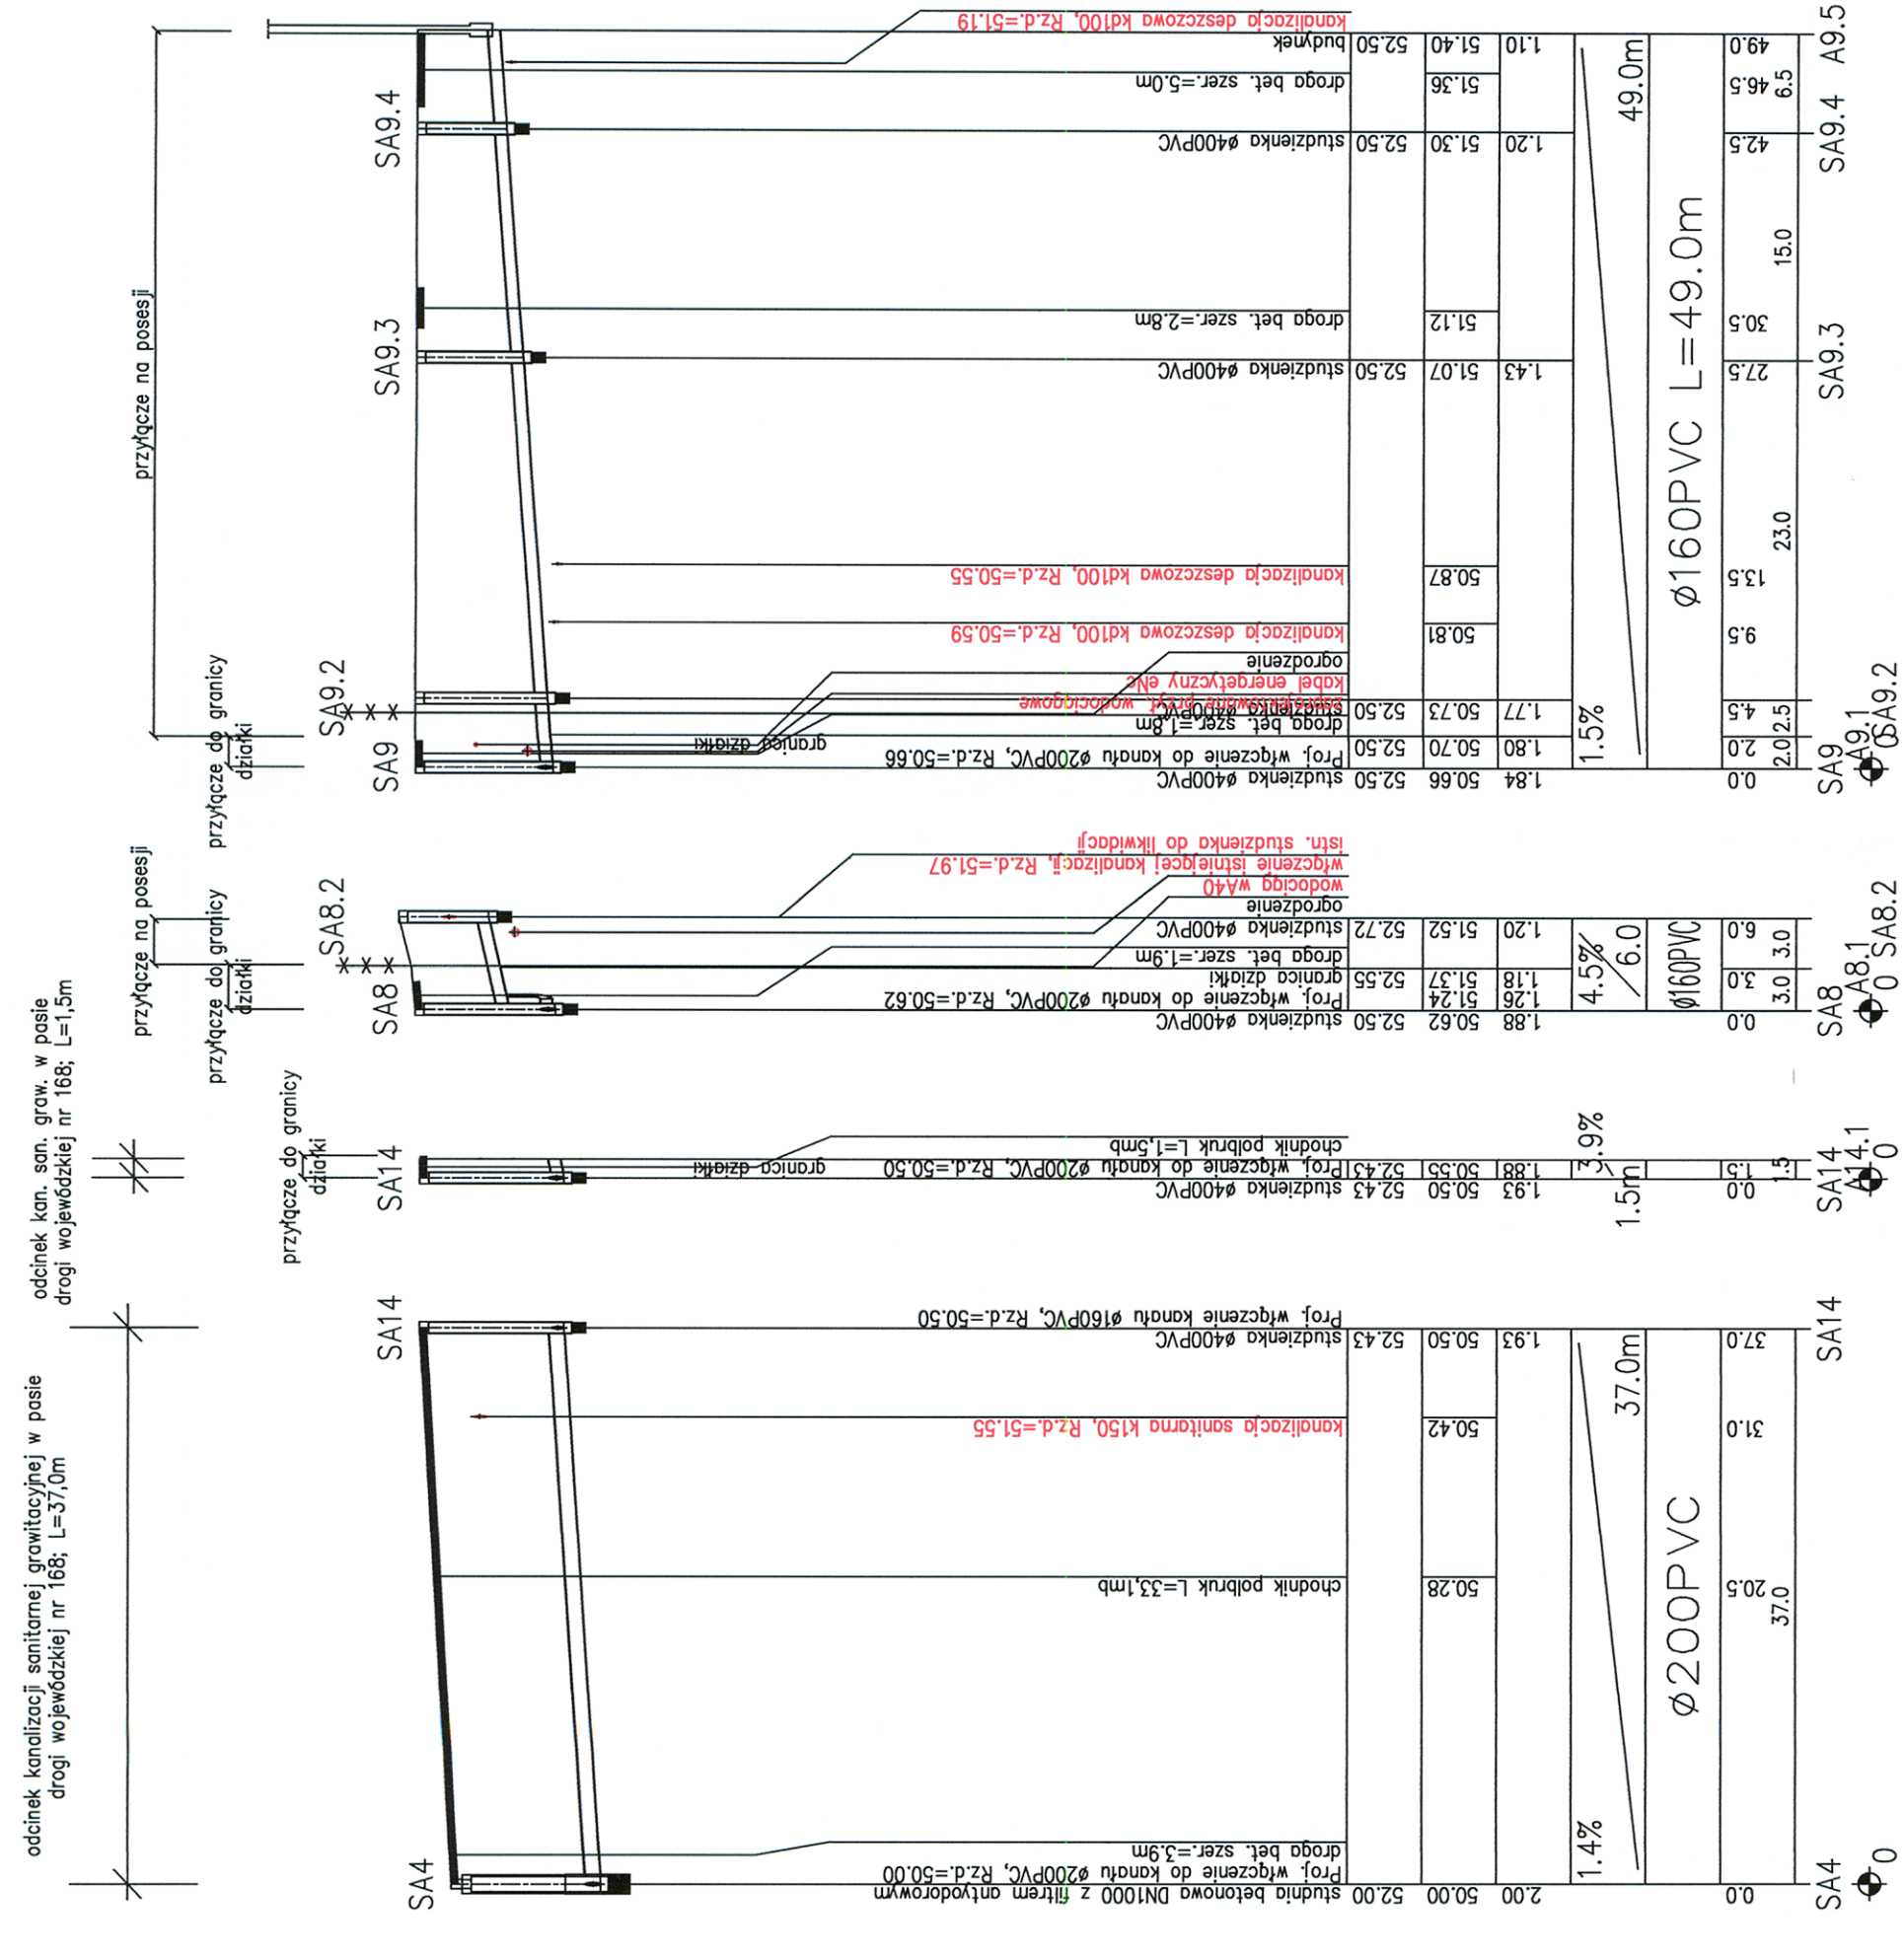 odcinek kanalizacji sanitarnej grawitacyjnej w pasie
drogi wojewódzkiej nr 168; L=37,0m
SA4
SA14
studnia betonowa DN1000 z filtrem antyodorowym
Proj. włączenie do kanału ø200PVC, Rz.d.=50.00
droga bet. szer.=3.9m
chodnik polbruk L=33,1mb
kanalizacja sanitarna k150, Rz.d.=51.55
studzienka ø400PVC
Proj. włączenie kanału ø160PVC, Rz.d.=50.50
52.00
52.43
50.00
50.28
50.42
50.50
2.00
1.93
1.4%
37.0m
ø200PVC
0.0
20.5
31.0
37.0
37.0
SA4
SA14
0
odcinek kan. san. graw. w pasie
drogi wojewódzkiej nr 168; L=1,5m
przyłącze do granicy
działki
SA14
studzienka ø400PVC
Proj. włączenie do kanału ø200PVC, Rz.d.=50.50
granica działki
chodnik polbruk L=1,5mb
52.43
52.43
50.50
50.55
1.93
1.88
3.9%
1.5m
0.0
1.5
1.5
SA14
A14.1
0
przyłącze na posesji
przyłącze do granicy
działki
SA8
SA8.2
studzienka ø400PVC
Proj. włączenie do kanału ø200PVC, Rz.d.=50.62
granica działki
droga bet. szer.=1.9m
studzienka ø400PVC
ogrodzenie
wodociąg wA40
włączenie istniejącej kanalizacji, Rz.d.=51.97
istn. studzienka do likwidacji
52.50
52.55
52.72
50.62
51.24
51.37
51.52
1.88
1.26
1.18
1.20
4.5%
6.0
ø160PVC
0.0
3.0
6.0
3.0
3.0
SA8
A8.1
SA8.2
0
przyłącze na posesji
przyłącze do granicy
działki
SA9
SA9.2
SA9.3
SA9.4
studzienka ø400PVC
Proj. włączenie do kanału ø200PVC, Rz.d.=50.66
granica działki
droga bet. szer.=1.8m
studzienka ø400PVC
zaprojektowane przył. wodociągowe
kabel energetyczny eNc
ogrodzenie
kanalizacja deszczowa kd100, Rz.d.=50.59
kanalizacja deszczowa kd100, Rz.d.=50.55
studzienka ø400PVC
droga bet. szer.=2.8m
studzienka ø400PVC
droga bet. szer.=5.0m
budynek
kanalizacja deszczowa kd100, Rz.d.=51.19
52.50
52.50
52.50
52.50
52.50
52.50
50.66
50.70
50.73
50.81
50.87
51.07
51.12
51.30
51.36
51.40
1.84
1.80
1.77
1.43
1.20
1.10
1.5%
49.0m
ø160PVC L=49.0m
0.0
2.0
4.5
9.5
13.5
27.5
30.5
42.5
46.5
49.0
2.0
2.5
23.0
15.0
6.5
SA9
A9.1
SA9.2
SA9.3
SA9.4
A9.5
0